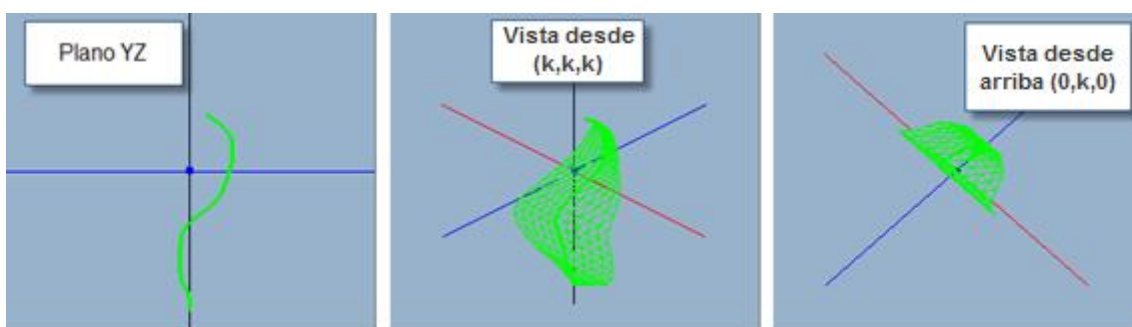 Plano YZ
Vista desde
(k,k,k)
Vista desde
arriba (0,k,0)